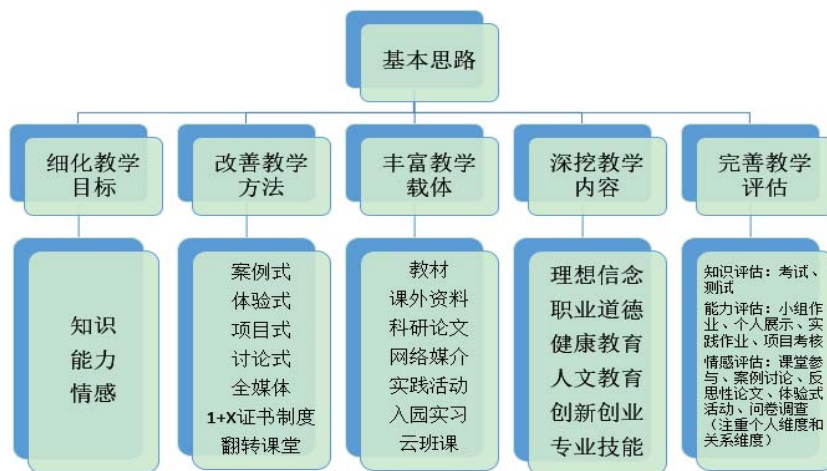 基本思路
细化教学
目标
改善教学
方法
丰富教学
载体
深挖教学
内容
完善教学
评估
知识
能力
情感
案例式
体验式
项目式
讨论式
全媒体
1+X证书制度
翻转课堂
教材
课外资料
科研论文
网络媒介
实践活动
入园实习
云班课
理想信念
职业道德
健康教育
人文教育
创新创业
专业技能
知识评估：考试、
测试
能力评估：小组作
业、个人展示、实
践作业、项目考核
情感评估：课堂参
与、案例讨论、反
思性论文、体验式
活动、问卷调查
（注重个人维度和
关系维度）